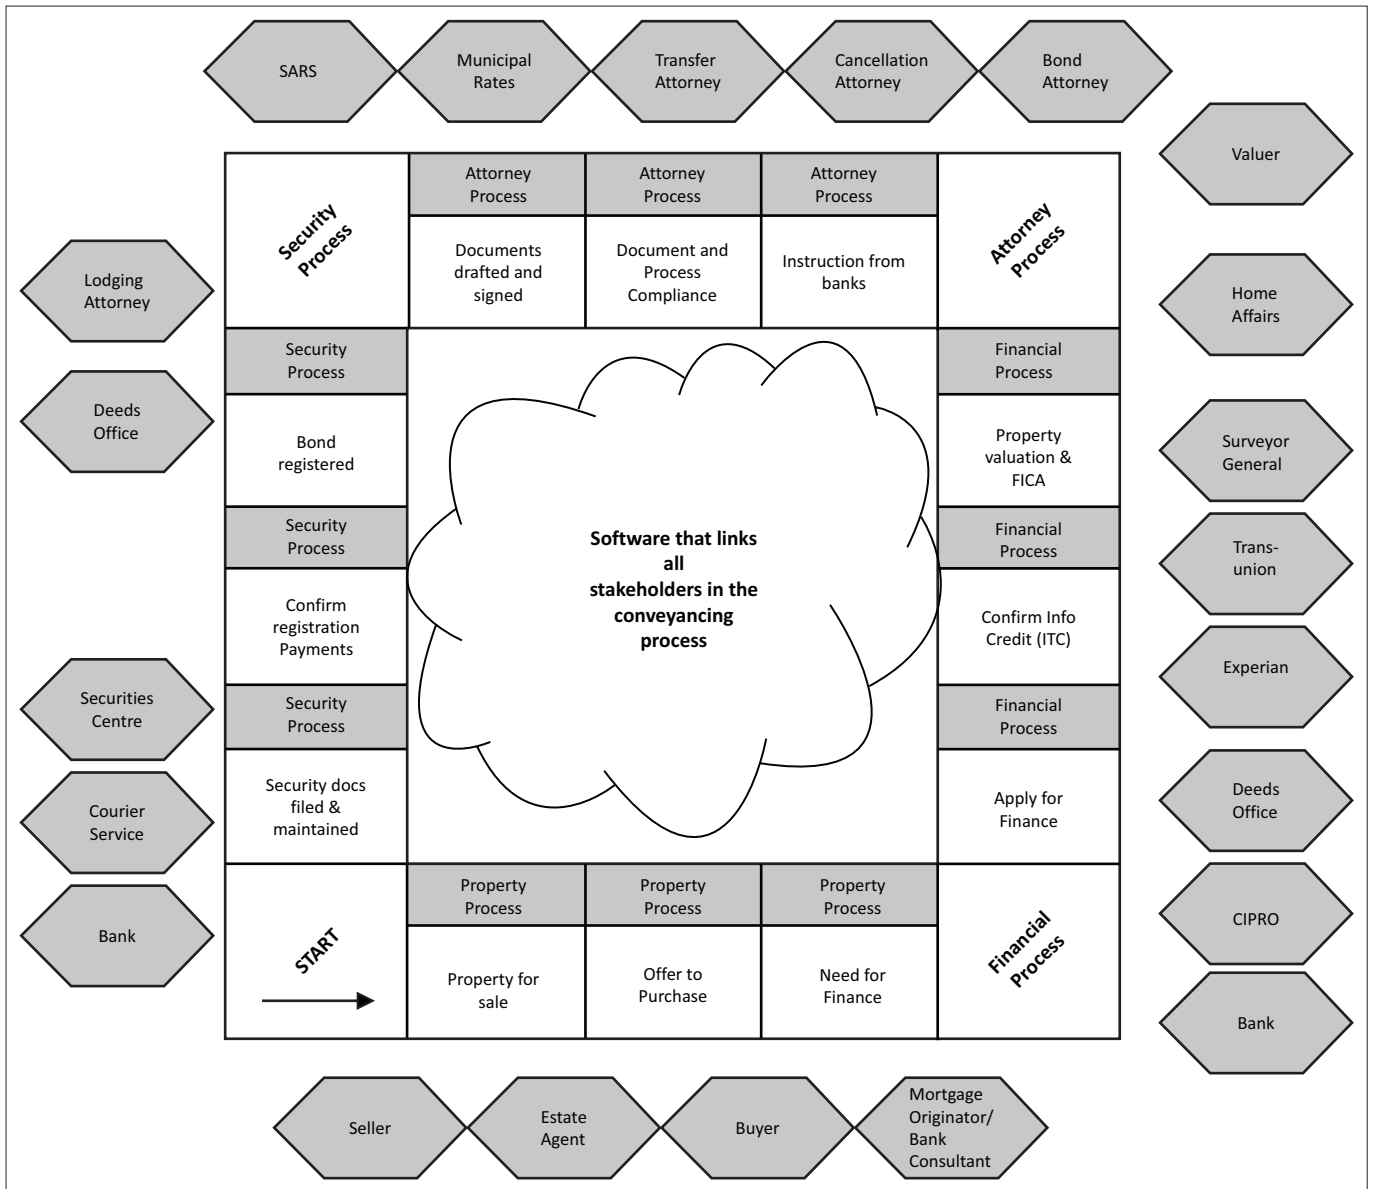 SARS
Municipal
Rates
Transfer
Attorney
Cancellation
Attorney
Bond
Attorney
Valuer
Home
Affairs
Surveyor
General
Trans-
union
Experian
Deeds
Office
CIPRO
Bank
Lodging
Attorney
Deeds
Office
Securities
Centre
Courier
Service
Bank
Security
Process
Attorney
Process
Documents
drafted and
signed
Attorney
Process
Document and
Process
Compliance
Attorney
Process
Instruction from
banks
Attorney
Process
Security
Process
Bond
registered
Security
Process
Confirm
registration
Payments
Security
Process
Security docs
filed &
maintained
Software that links
all
stakeholders in the
conveyancing
process
Financial
Process
Property
valuation &
FICA
Financial
Process
Confirm Info
Credit (ITC)
Financial
Process
Apply for
Finance
START
Property
Process
Property for
sale
Property
Process
Offer to
Purchase
Property
Process
Need for
Finance
Financial
Process
Seller
Estate
Agent
Buyer
Mortgage
Originator/
Bank
Consultant